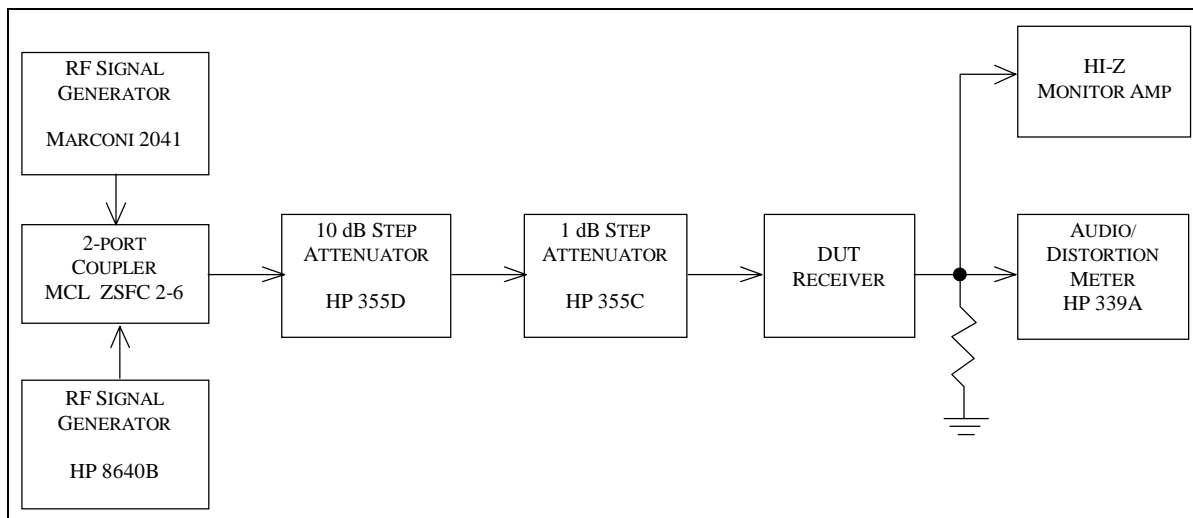 RF SIGNAL
GENERATOR
MARCONI 2041
2-PORT
COUPLER
MCL ZSFC 2-6
RF SIGNAL
GENERATOR
HP 8640B
10 dB STEP
ATTENUATOR
HP 355D
1 dB STEP
ATTENUATOR
HP 355C
DUT
RECEIVER
HI-Z
MONITOR AMP
AUDIO/
DISTORTION
METER
HP 339A